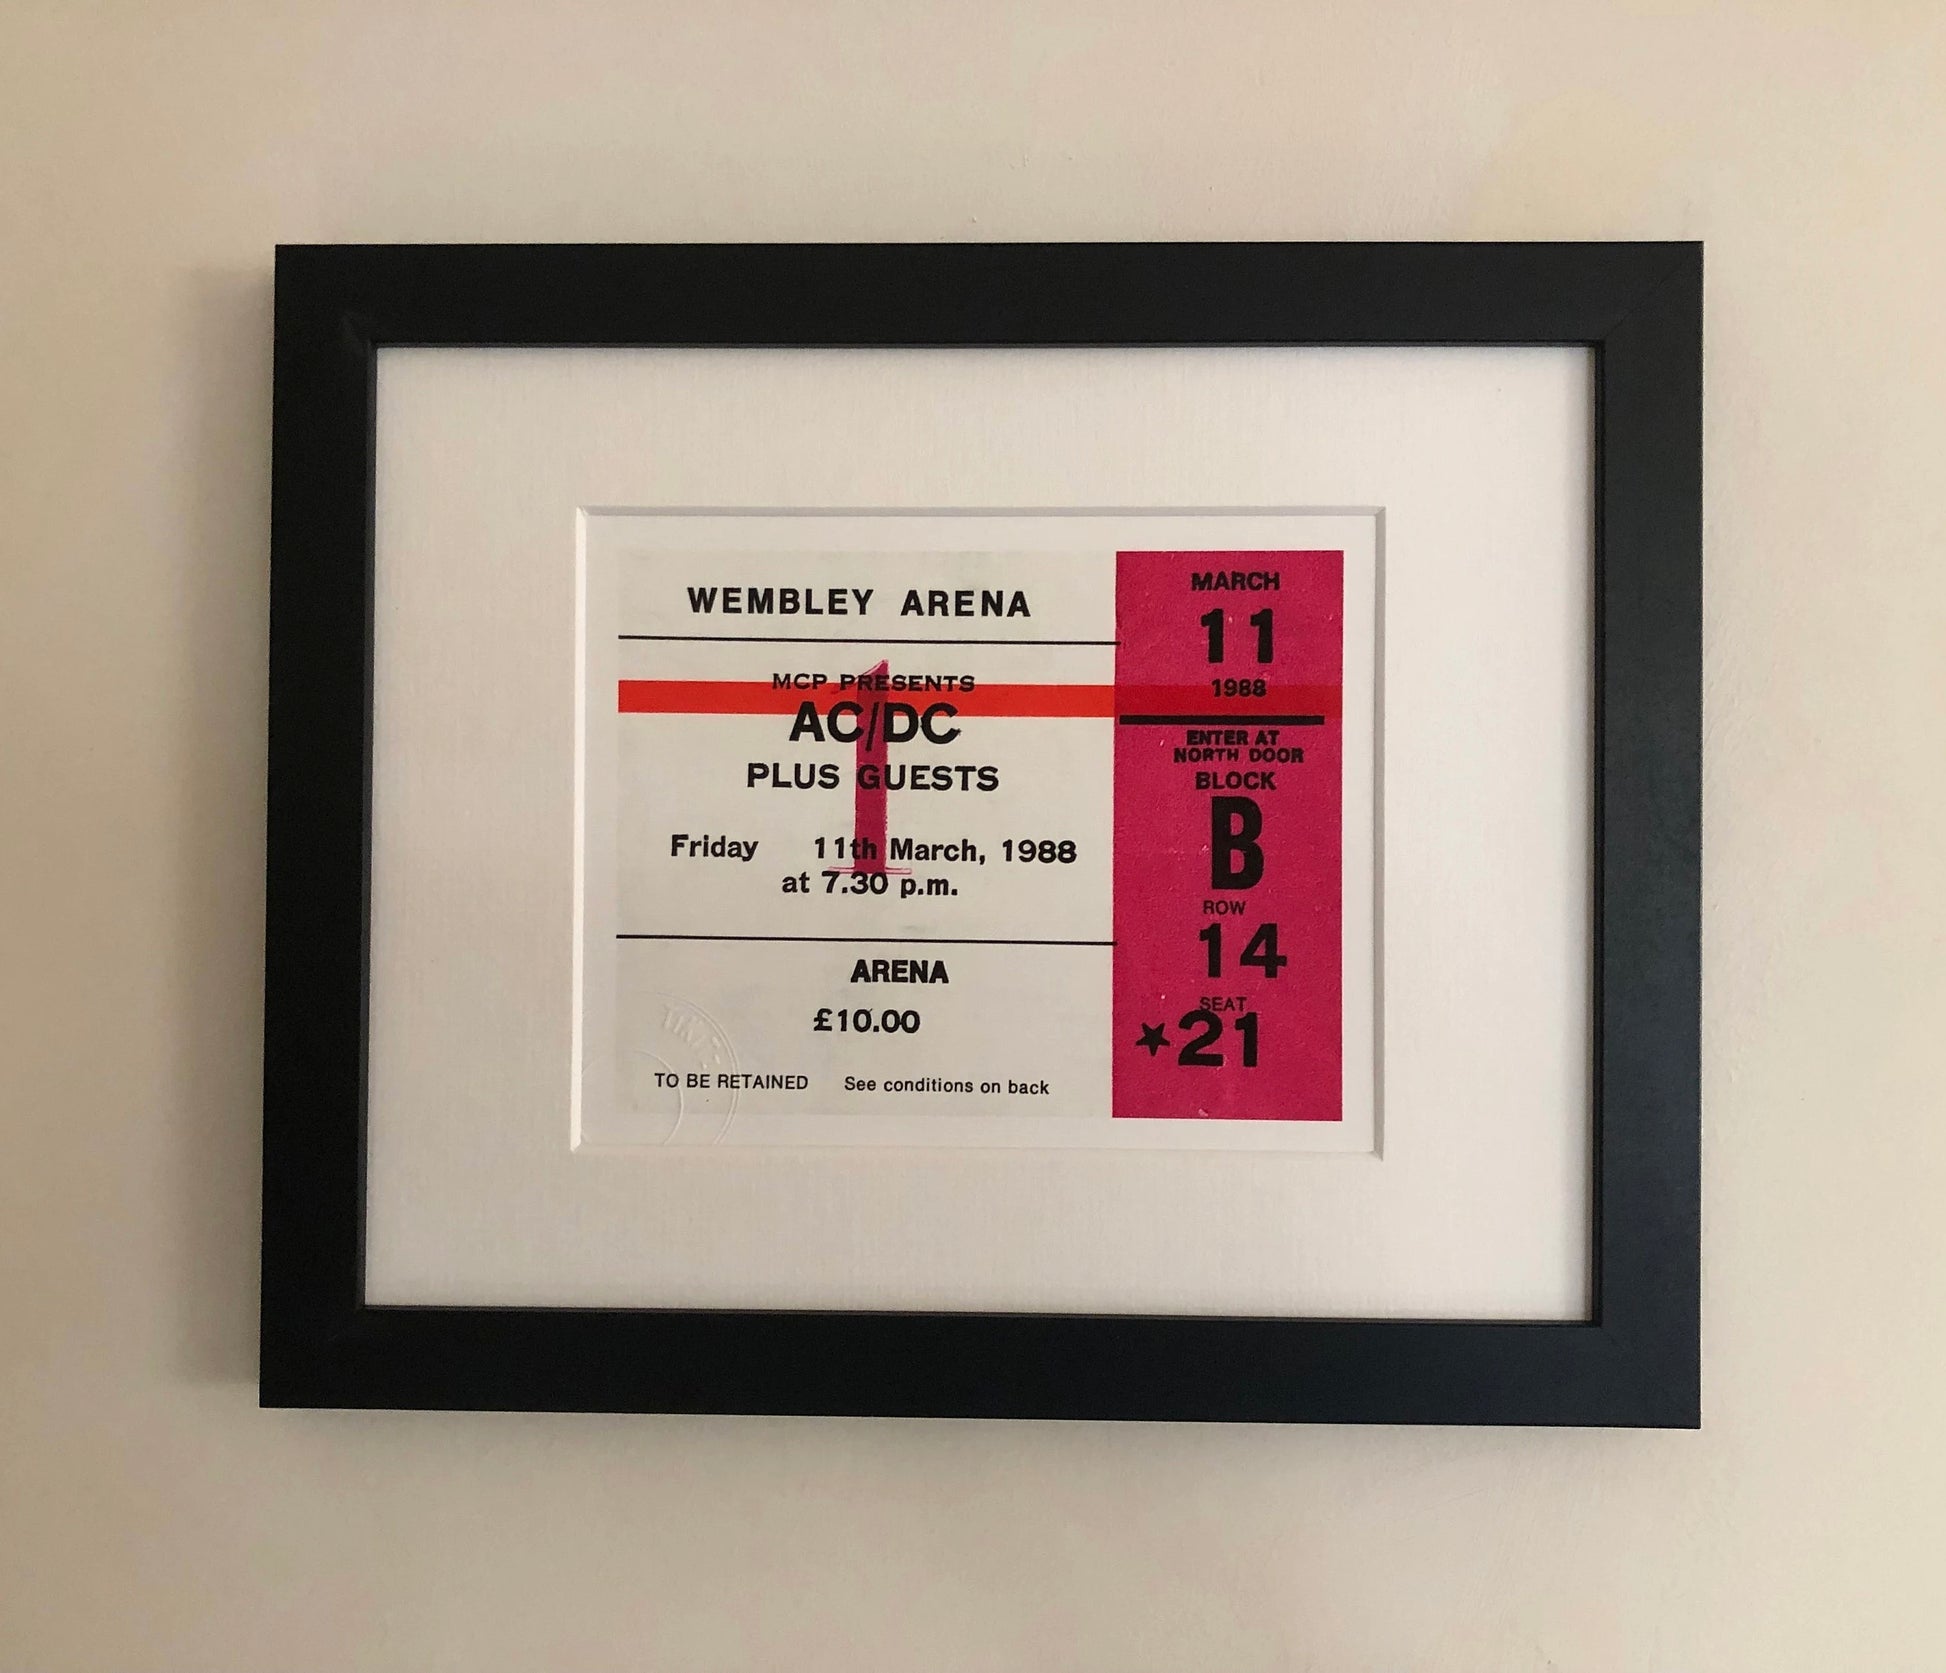 WEMBLEY ARENA
MCP PRESENTS
1
AC/DC
PLUS GUESTS
Friday 11th March, 1988
at 7.30 p.m.
ARENA
£10.00
TO BE RETAINED See conditions on back
MARCH
11
1988
ENTER AT
NORTH DOOR
BLOCK
B
ROW
14
SEAT
★21